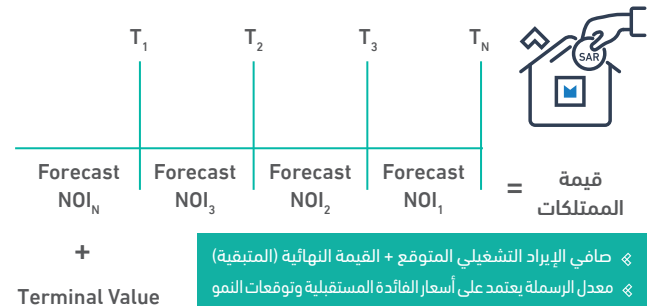 T1 T2 T3 TN
SAR
Forecast NOIN Forecast NOI3 Forecast NOI2 Forecast NOI1 = قيمة الممتلكات
+
Terminal Value
صافي الإيراد التشغيلي المتوقع + القيمة النهائية (المتبقية)
معدل الرسملة يعتمد على أسعار الفائدة المستقبلية وتوقعات النمو